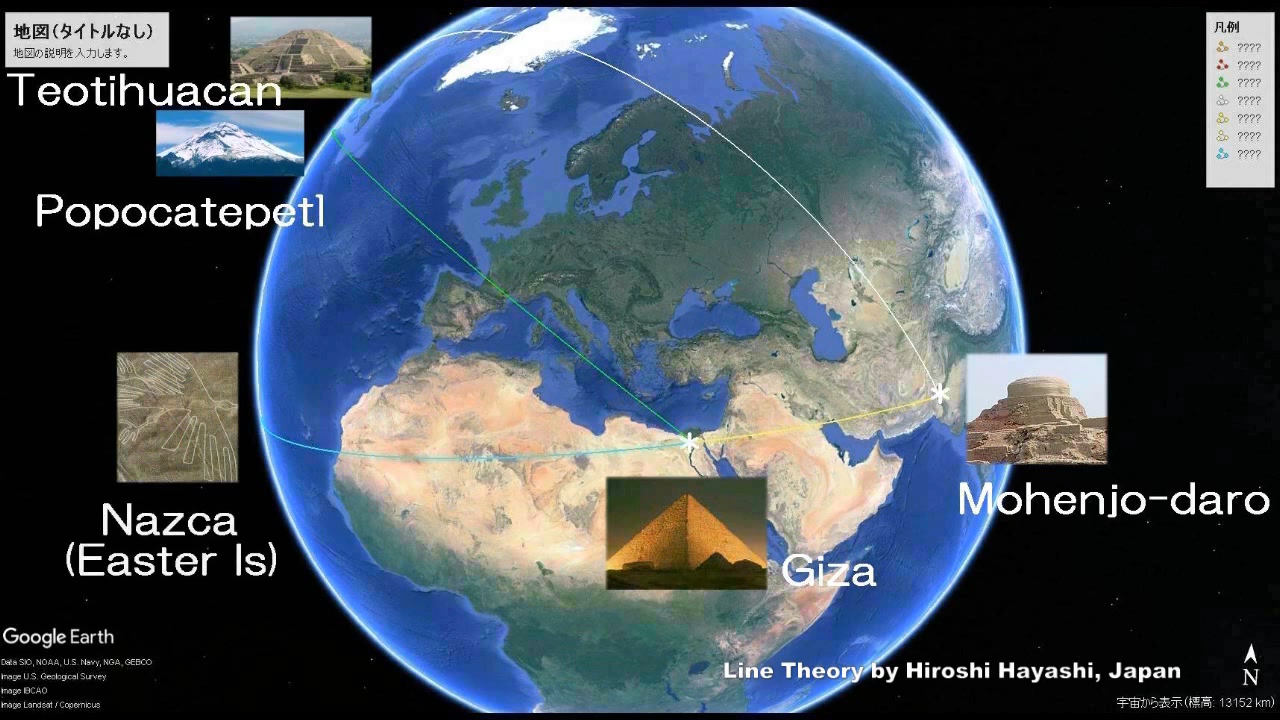 地図(タイトルなし)
地図の説明を入力します。
Teotihuacan
Popocatepetl
Nazca
(Easter Is)
Giza
Mohenjo-daro
凡例
????
????
????
????
????
????
????
Google Earth
Data SIO, NOAA, U.S. Navy, NGA, GEBCO
Image U.S. Geological Survey
Image IBCAO
Image Landsat / Copernicus
Line Theory by Hiroshi Hayashi, Japan
N
宇宙から表示(標高: 13152 km)